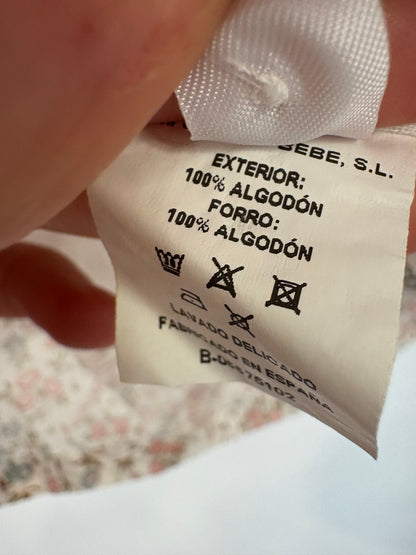 BEBE, S.L.
EXTERIOR:
100% ALGODÓN
FORRO:
100% ALGODÓN
LAVADO DELICADO
FABRICADO EN ESPAÑA